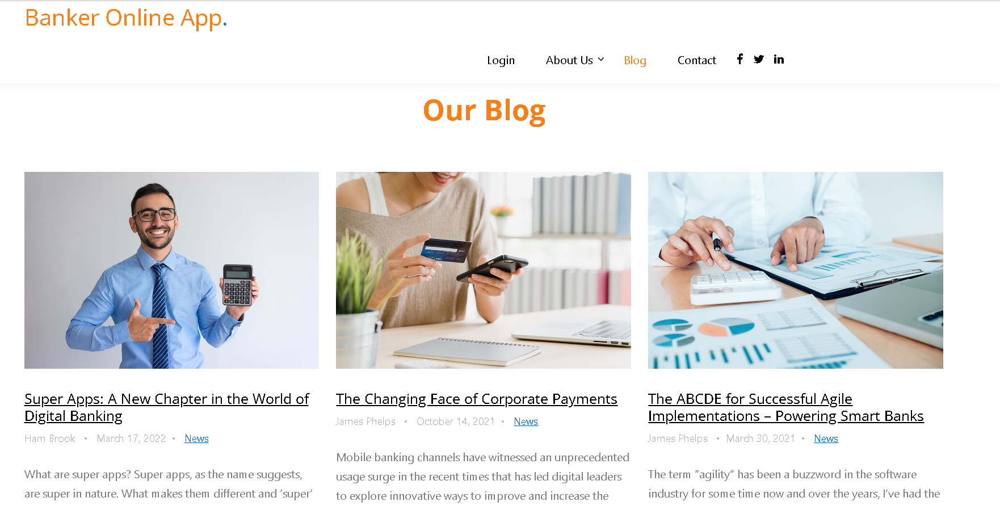 Banker Online App.
Login About Us Blog Contact
Our Blog
Super Apps: A New Chapter in the World of
Digital Banking
Ham Brook • March 17, 2022 • News
What are super apps? Super apps, as the name suggests,
are super in nature. What makes them different and ‘super’
The Changing Face of Corporate Payments
James Phelps • October 14, 2021 • News
Mobile banking channels have witnessed an unprecedented
usage surge in the recent times that has led digital leaders
to explore innovative ways to improve and increase the
The ABCDE for Successful Agile
Implementations – Powering Smart Banks
James Phelps • March 30, 2021 • News
The term ”agility“ has been a buzzword in the software
industry for some time now and over the years, I’ve had the